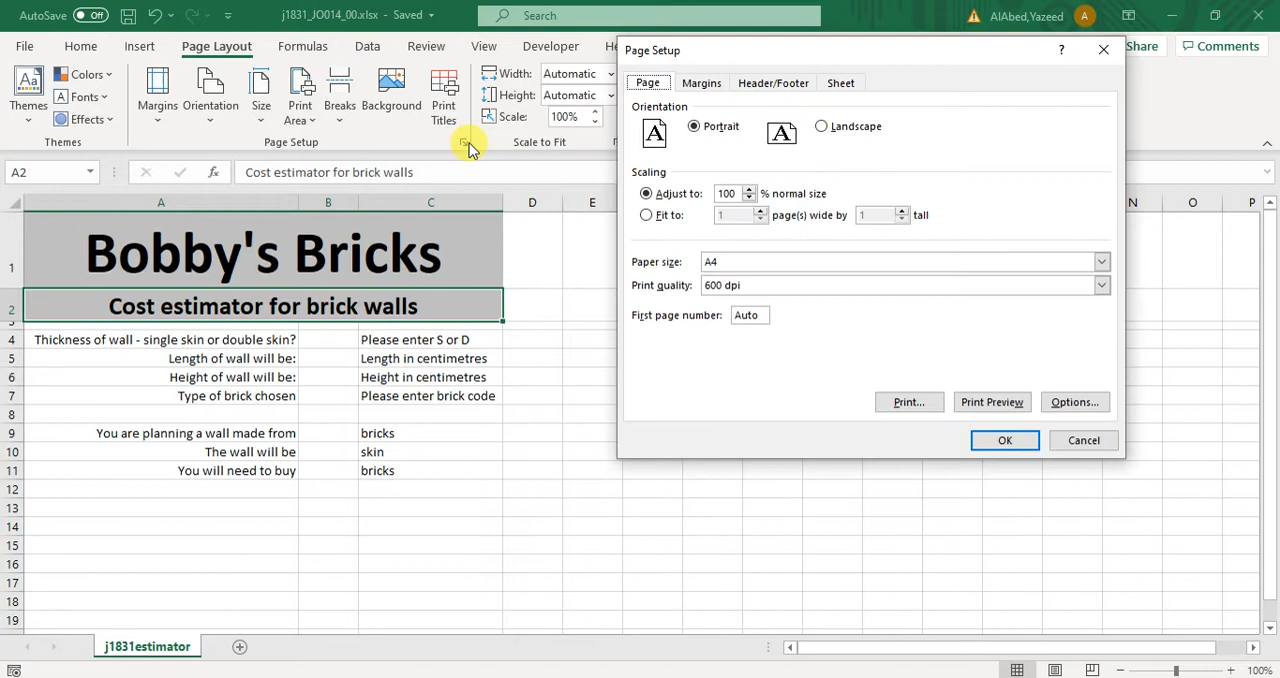 AutoSave Off j1831_JO014_00.xlsx - Saved Search AlAbed,Yazeed A
File Home Insert Page Layout Formulas Data Review View Developer He Share Comments
Themes Colors Fonts Effects
Margins Orientation Size Print Area Breaks Background Print Titles
Width: Automatic
Height: Automatic
Scale: 100%
Themes Page Setup Scale to Fit
A2 fx Cost estimator for brick walls
A B C D E N O P
1 Bobby's Bricks
2 Cost estimator for brick walls
3
4 Thickness of wall - single skin or double skin? Please enter S or D
5 Length of wall will be: Length in centimetres
6 Height of wall will be: Height in centimetres
7 Type of brick chosen Please enter brick code
8
9 You are planning a wall made from bricks
10 The wall will be skin
11 You will need to buy bricks
12
13
14
15
16
17
18
19
j1831estimator
100%
Page Setup ?
Page Margins Header/Footer Sheet
Orientation
A Portrait A Landscape
Scaling
Adjust to: 100 % normal size
Fit to: 1 page(s) wide by 1 tall
Paper size: A4
Print quality: 600 dpi
First page number: Auto
Print... Print Preview Options...
OK Cancel